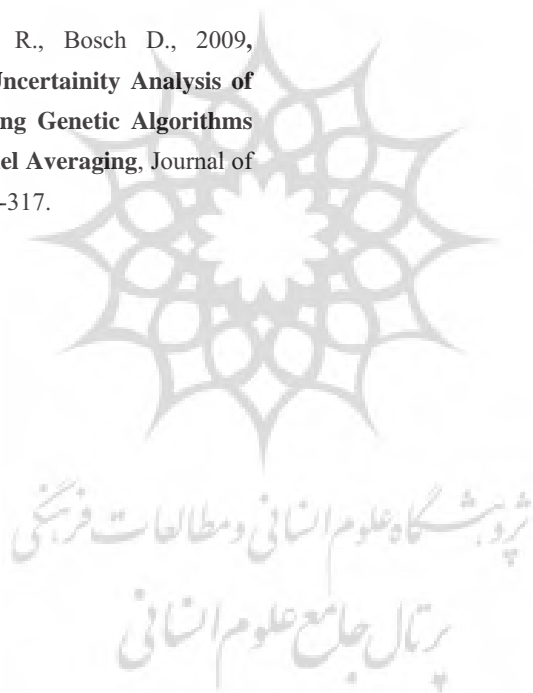 R., Bosch D., 2009,
Uncertainity Analysis of
ng Genetic Algorithms
el Averaging, Journal of
-317.
پژوهشگاه علوم انسانی و مطالعات فرهنگی
پرتال جامع علوم انسانی